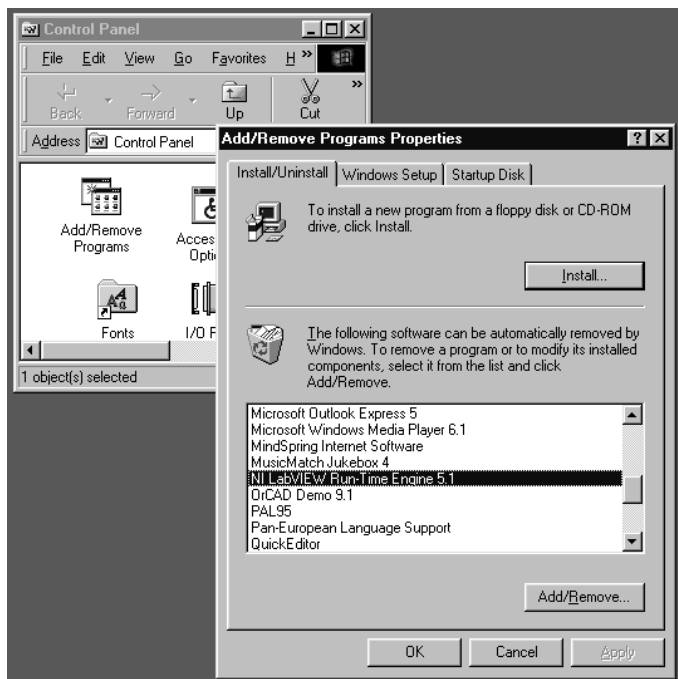 Control Panel
File Edit View Go Favorites H »
Back Forward Up Cut »
Address Control Panel
Add/Remove
Programs
Acces
Opti
Fonts
I/O F
1 object(s) selected
Add/Remove Programs Properties
Install/Uninstall Windows Setup Startup Disk
To install a new program from a floppy disk or CD-ROM
drive, click Install.
Install...
The following software can be automatically removed by
Windows. To remove a program or to modify its installed
components, select it from the list and click
Add/Remove.
Microsoft Outlook Express 5
Microsoft Windows Media Player 6.1
MindSpring Internet Software
MusicMatch Jukebox 4
NI LabVIEW Run-Time Engine 5.1
OrCAD Demo 9.1
PAL95
Pan-European Language Support
QuickEditor
Add/Remove...
OK Cancel Apply